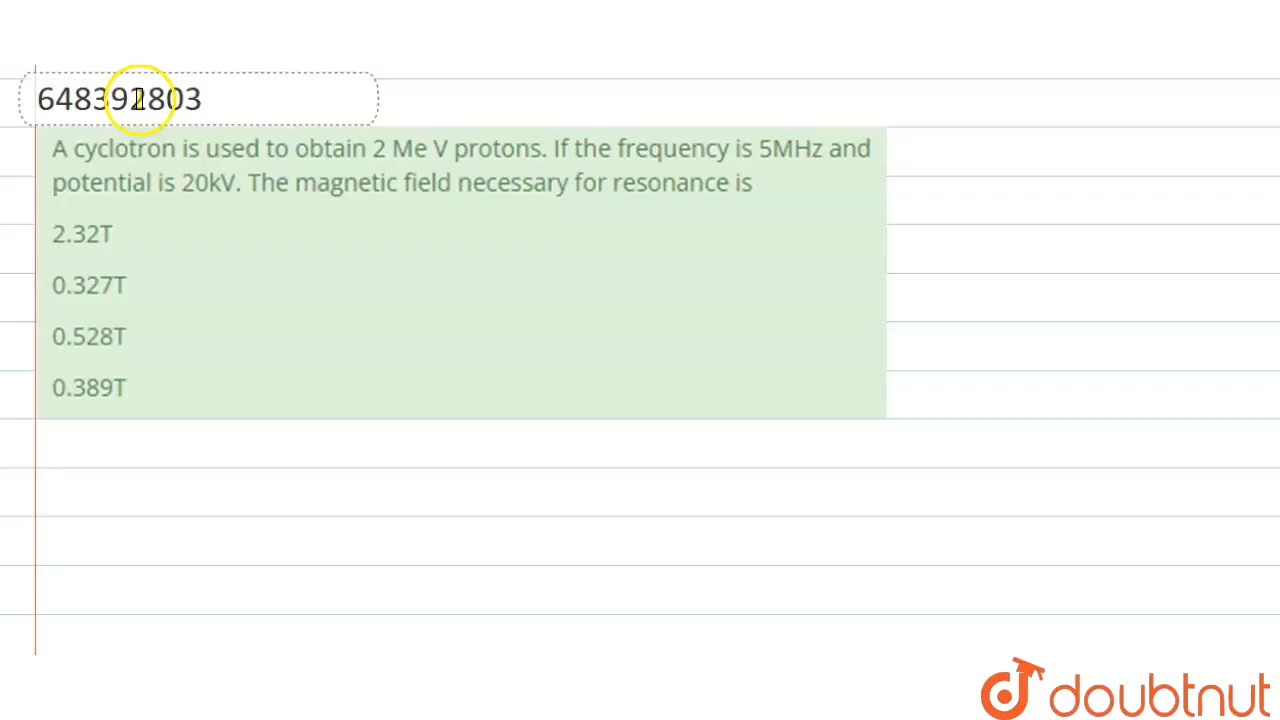 648392803
A cyclotron is used to obtain 2 Me V protons. If the frequency is 5MHz and
potential is 20kV. The magnetic field necessary for resonance is
2.32T
0.327T
0.528T
0.389T
doubtnut